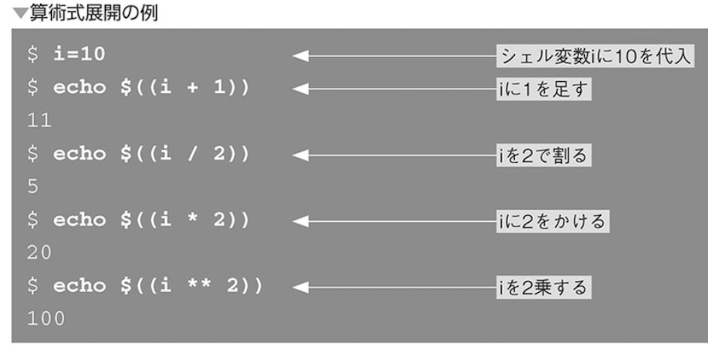 ▼算術式展開の例
$ i=10 シェル変数iに10を代入
$ echo $((i + 1)) iに1を足す
11
$ echo $((i / 2)) iを2で割る
5
$ echo $((i * 2)) iに2をかける
20
$ echo $((i ** 2)) iを2乗する
100